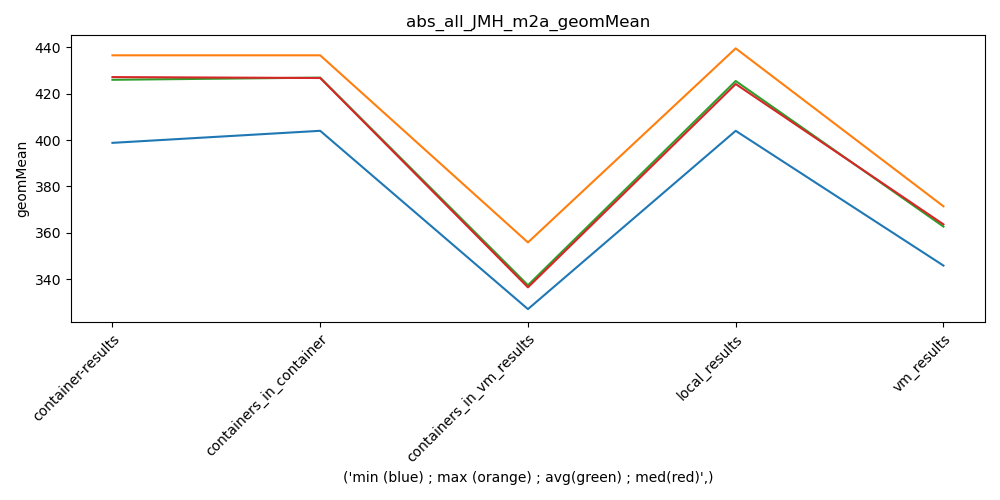 abs_all_JMH_m2a_geomMean
geomMean
440
420
400
380
360
340
container-results
containers_in_container
containers_in_vm_results
local_results
vm_results
('min (blue) ; max (orange) ; avg(green) ; med(red)',)